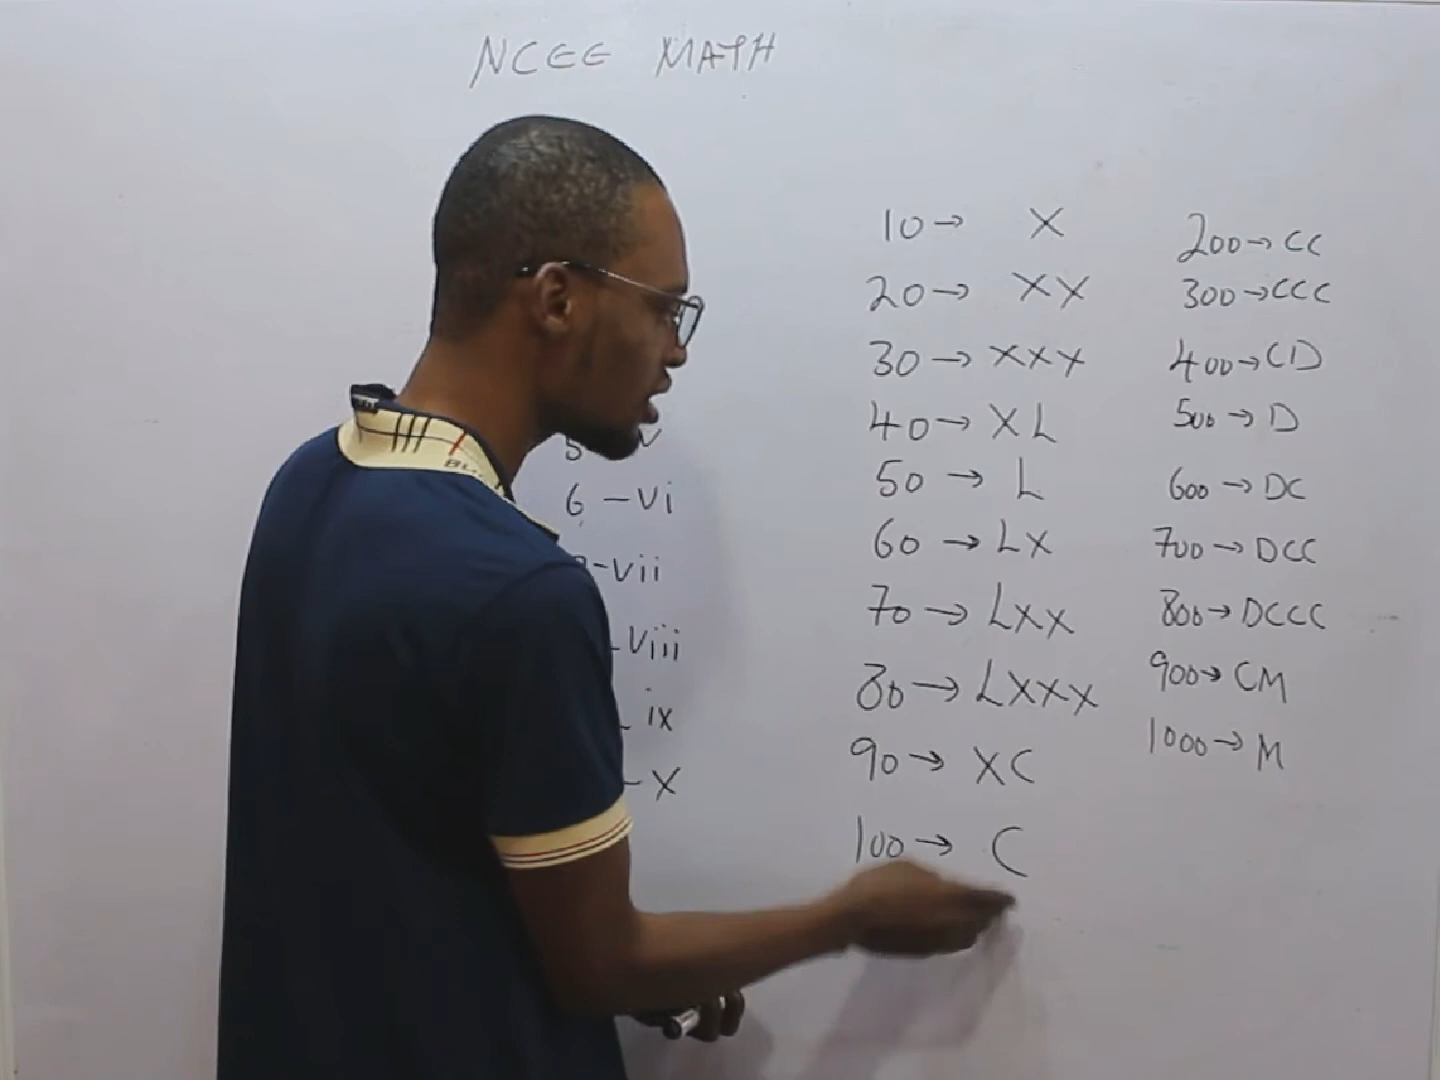 NCEE MATH
5 - V
6 - Vi
-Vii
-Viii
- ix
- X
10 → X
20 → XX
30 → XXX
40 → XL
50 → L
60 → LX
70 → LXX
80 → LXXX
90 → XC
100 → C
200 → CC
300 → CCC
400 → CD
500 → D
600 → DC
700 → DCC
800 → DCCC
900 → CM
1000 → M